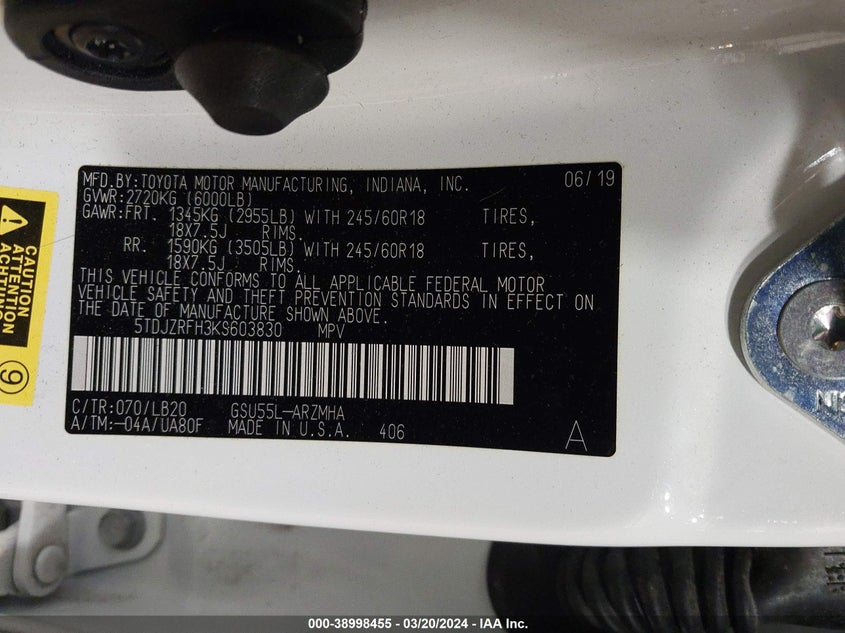 MFD.BY:TOYOTA MOTOR MANUFACTURING, INDIANA, INC. 06/19
GVWR:2720KG (6000LB)
GAWR:FRT. 1345KG (2955LB) WITH 245/60R18 TIRES,
18X7.5J RIMS.
RR. 1590KG (3505LB) WITH 245/60R18 TIRES,
18X7.5J RIMS.
THIS VEHICLE CONFORMS TO ALL APPLICABLE FEDERAL MOTOR
VEHICLE SAFETY AND THEFT PREVENTION STANDARDS IN EFFECT ON
THE DATE OF MANUFACTURE SHOWN ABOVE.
5TDJZRFH3KS603830 MPV
C/TR:070/LB20 GSU55L-ARZMHA
A/TM:-04A/UA80F MADE IN U.S.A. 406 A
CAUTION
ATTENTION
ACHTUNG
9
000-38998455 - 03/20/2024 - IAA Inc.